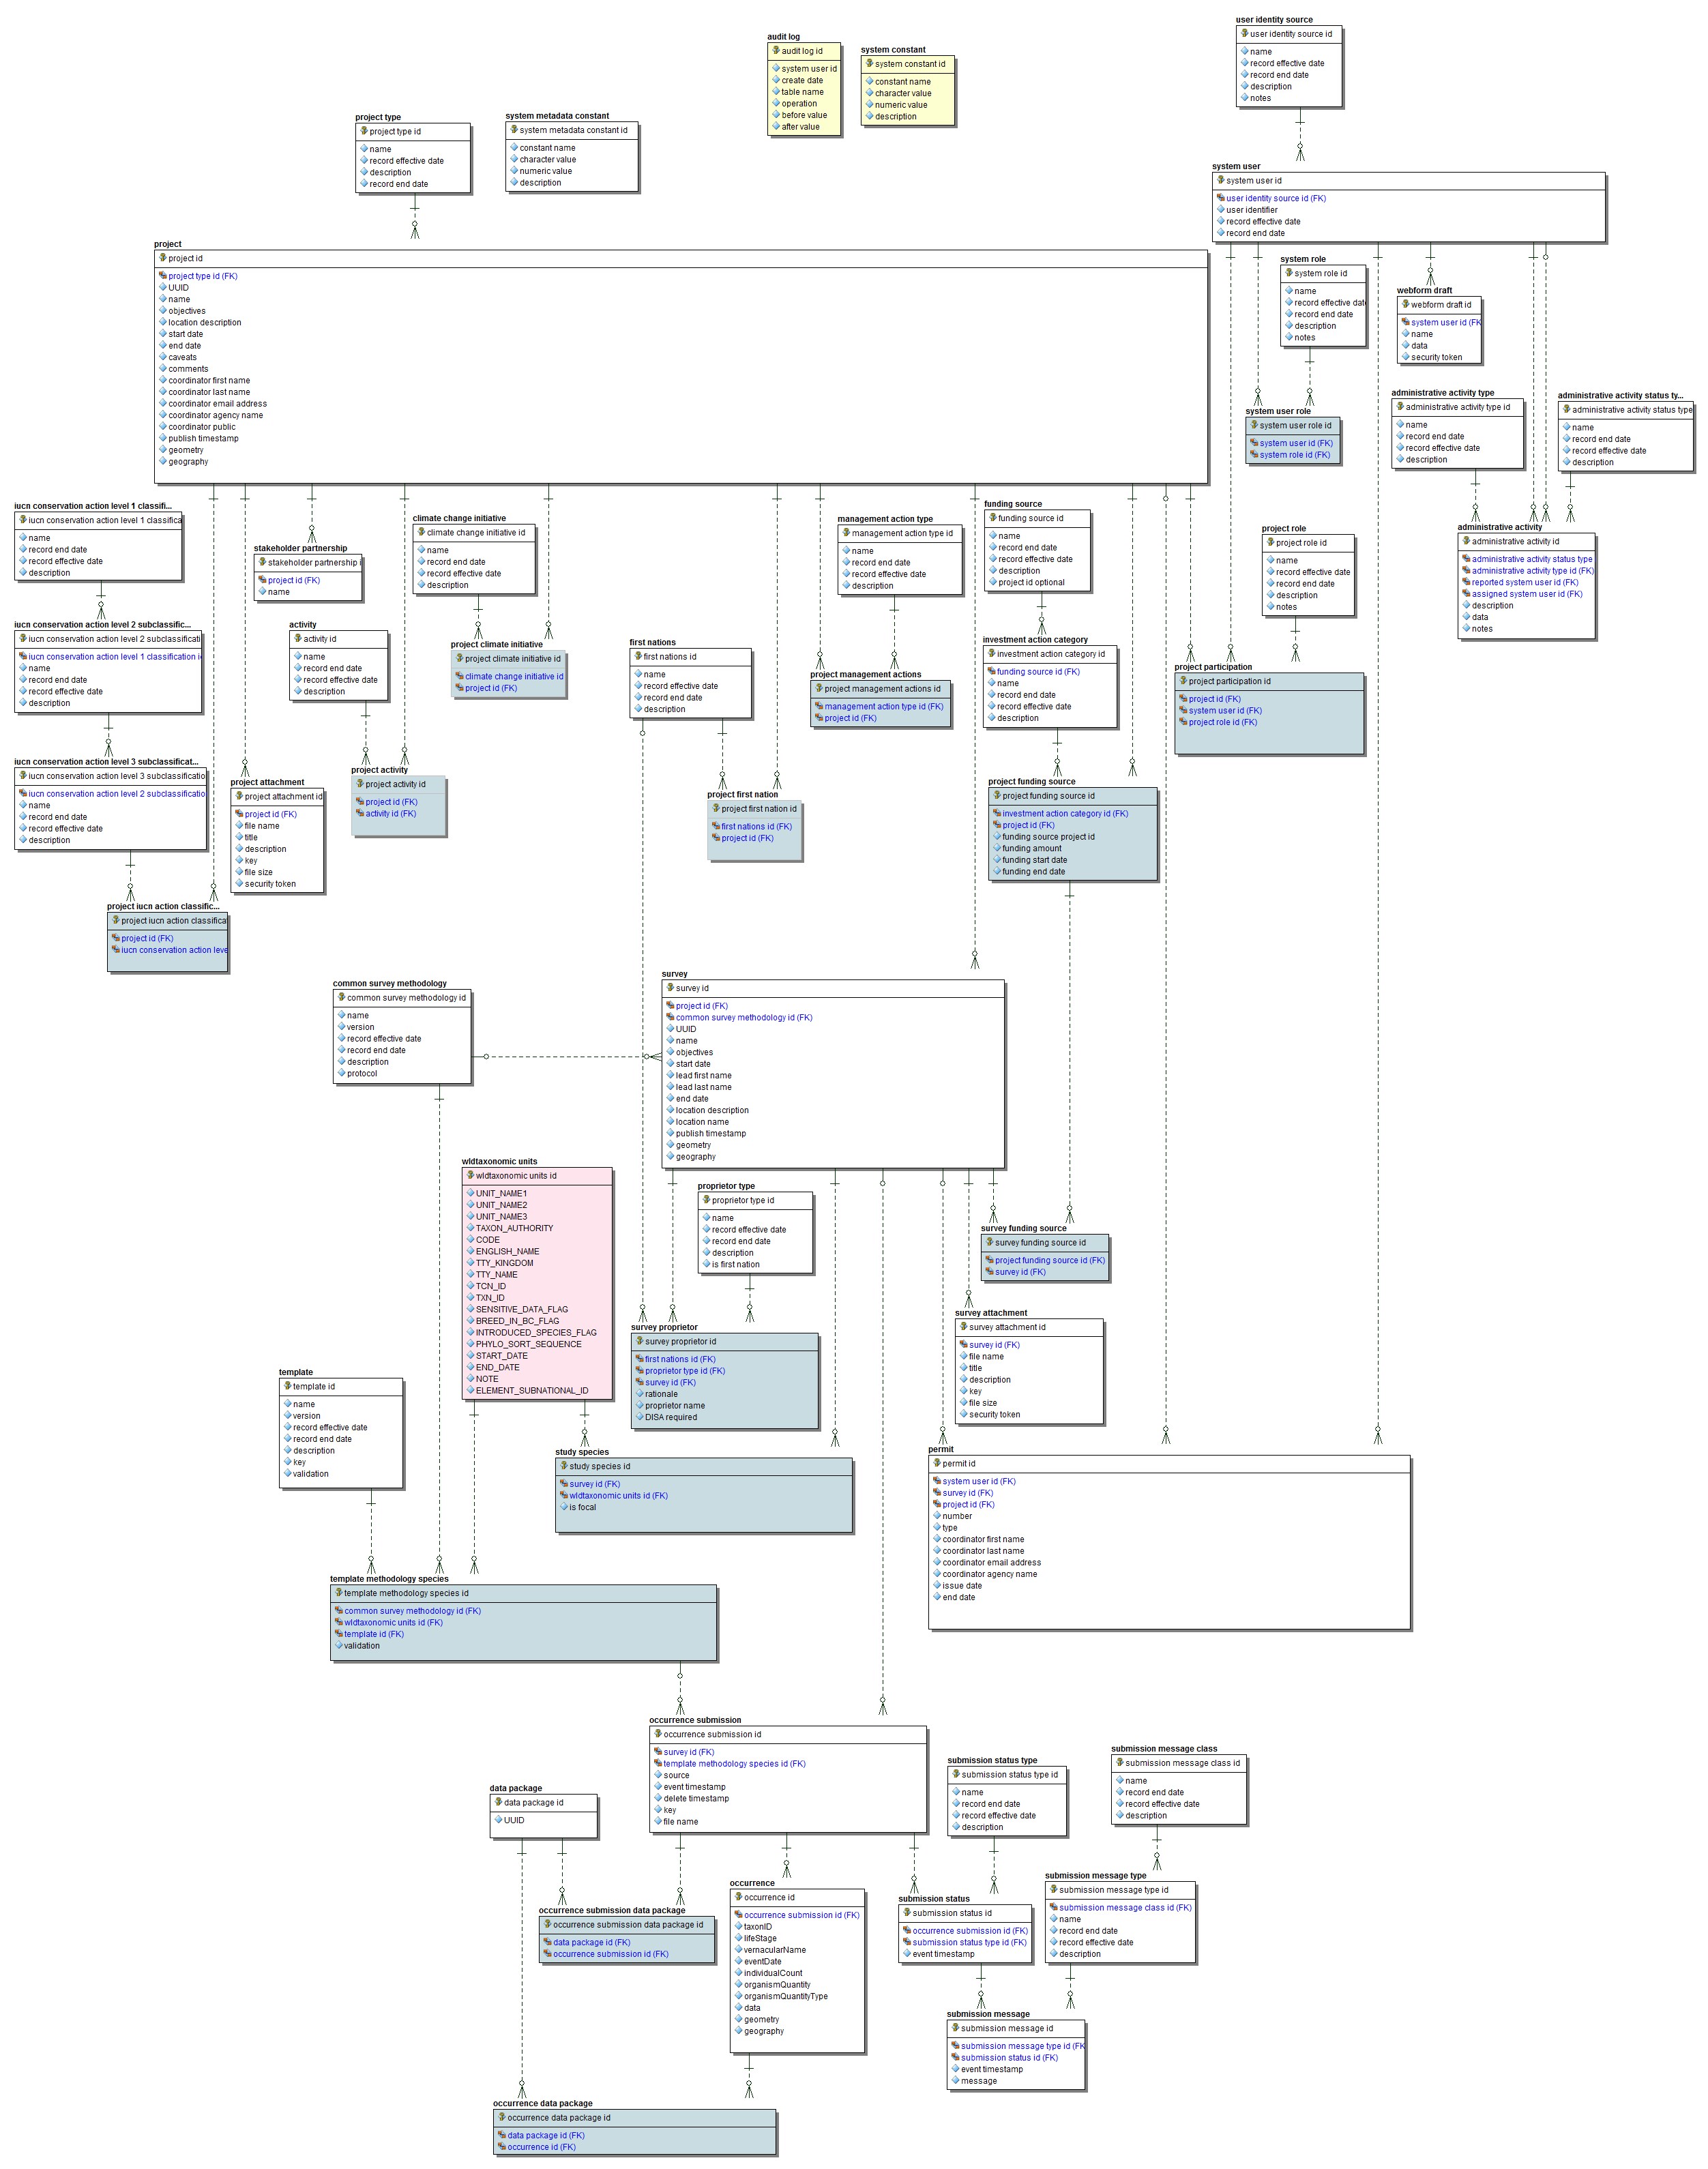 user identity source
user identity source id
name
record effective date
record end date
description
notes
audit log
audit log id
system user id
create date
table name
operation
before value
after value
system constant
system constant id
constant name
character value
numeric value
description
project type
project type id
name
record effective date
description
record end date
system metadata constant
system metadata constant id
constant name
character value
numeric value
description
system user
system user id
user identity source id (FK)
user identifier
record effective date
record end date
project
project id
project type id (FK)
UUID
name
objectives
location description
start date
end date
caveats
comments
coordinator first name
coordinator last name
coordinator email address
coordinator agency name
coordinator public
publish timestamp
geometry
geography
system role
system role id
name
record effective date
record end date
description
notes
webform draft
webform draft id
system user id (FK
name
data
security token
system user role
system user role id
system user id (FK)
system role id (FK)
administrative activity type
administrative activity type id
name
record end date
record effective date
description
administrative activity status ty...
administrative activity status type
name
record end date
record effective date
description
administrative activity
administrative activity id
administrative activity status type
administrative activity type id (FK)
reported system user id (FK)
assigned system user id (FK)
description
data
notes
iucn conservation action level 1 classifi...
iucn conservation action level 1 classifica
name
record end date
record effective date
description
stakeholder partnership
stakeholder partnership i
project id (FK)
name
climate change initiative
climate change initiative id
name
record end date
record effective date
description
management action type
management action type id
name
record end date
record effective date
description
funding source
funding source id
name
record end date
record effective date
description
project id optional
project role
project role id
name
record effective date
record end date
description
notes
iucn conservation action level 2 subclassific...
iucn conservation action level 2 subclassificati
iucn conservation action level 1 classification i
name
record end date
record effective date
description
activity
activity id
name
record end date
record effective date
description
project climate initiative
project climate initiative id
climate change initiative id
project id (FK)
first nations
first nations id
name
record effective date
record end date
description
project management actions
project management actions id
management action type id (FK)
project id (FK)
investment action category
investment action category id
funding source id (FK)
name
record end date
record effective date
description
project participation
project participation id
project id (FK)
system user id (FK)
project role id (FK)
iucn conservation action level 3 subclassificat...
iucn conservation action level 3 subclassificatio
iucn conservation action level 2 subclassificatio
name
record end date
record effective date
description
project attachment
project attachment id
project id (FK)
file name
title
description
key
file size
security token
project activity
project activity id
project id (FK)
activity id (FK)
project first nation
project first nation id
first nations id (FK)
project id (FK)
project funding source
project funding source id
investment action category id (FK)
project id (FK)
funding source project id
funding amount
funding start date
funding end date
project iucn action classific...
project iucn action classifica
project id (FK)
iucn conservation action leve
common survey methodology
common survey methodology id
name
version
record effective date
record end date
description
protocol
survey
survey id
project id (FK)
common survey methodology id (FK)
UUID
name
objectives
start date
lead first name
lead last name
end date
location description
location name
publish timestamp
geometry
geography
wldtaxonomic units
wldtaxonomic units id
UNIT_NAME1
UNIT_NAME2
UNIT_NAME3
TAXON_AUTHORITY
CODE
ENGLISH_NAME
TTY_KINGDOM
TTY_NAME
TCN_ID
TXN_ID
SENSITIVE_DATA_FLAG
BREED_IN_BC_FLAG
INTRODUCED_SPECIES_FLAG
PHYLO_SORT_SEQUENCE
START_DATE
END_DATE
NOTE
ELEMENT_SUBNATIONAL_ID
proprietor type
proprietor type id
name
record effective date
record end date
description
is first nation
survey funding source
survey funding source id
project funding source id (FK)
survey id (FK)
survey proprietor
survey proprietor id
first nations id (FK)
proprietor type id (FK)
survey id (FK)
rationale
proprietor name
DISA required
survey attachment
survey attachment id
survey id (FK)
file name
title
description
key
file size
security token
template
template id
name
version
record effective date
record end date
description
key
validation
study species
study species id
survey id (FK)
wldtaxonomic units id (FK)
is focal
permit
permit id
system user id (FK)
survey id (FK)
project id (FK)
number
type
coordinator first name
coordinator last name
coordinator email address
coordinator agency name
issue date
end date
template methodology species
template methodology species id
common survey methodology id (FK)
wldtaxonomic units id (FK)
template id (FK)
validation
occurrence submission
occurrence submission id
survey id (FK)
template methodology species id (FK)
source
event timestamp
delete timestamp
key
file name
submission status type
submission status type id
name
record end date
record effective date
description
submission message class
submission message class id
name
record end date
record effective date
description
data package
data package id
UUID
occurrence submission data package
occurrence submission data package id
data package id (FK)
occurrence submission id (FK)
occurrence
occurrence id
occurrence submission id (FK)
taxonID
lifeStage
vernacularName
eventDate
individualCount
organismQuantity
organismQuantityType
data
geometry
geography
submission status
submission status id
occurrence submission id (FK)
submission status type id (FK)
event timestamp
submission message type
submission message type id
submission message class id (FK)
name
record end date
record effective date
description
submission message
submission message id
submission message type id (FK
submission status id (FK)
event timestamp
message
occurrence data package
occurrence data package id
data package id (FK)
occurrence id (FK)